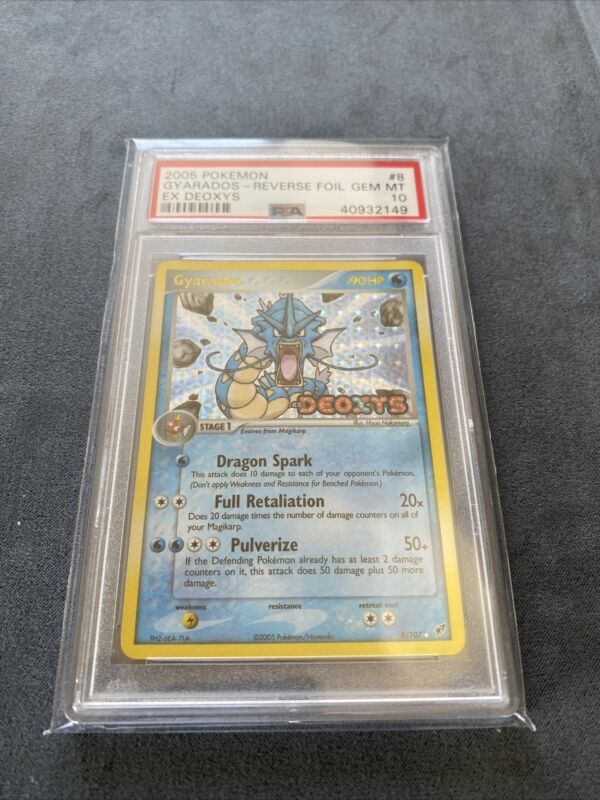 2005 POKEMON #8
GYARADOS~REVERSE FOIL GEM MT
EX DEOXYS 10
PSA 40932149
Gyarados 90 HP
DEOXYS
Illus. Hisao Nakamura
STAGE 1
Evolves from Magikarp
Dragon Spark
This attack does 10 damage to each of your opponent's Pokémon.
(Don't apply Weakness and Resistance for Benched Pokémon.)
Full Retaliation 20x
Does 20 damage times the number of damage counters on all of
your Magikarp.
Pulverize 50+
If the Defending Pokémon already has at least 2 damage
counters on it, this attack does 50 damage plus 50 more
damage.
weakness resistance retreat cost
TH2-6EA-7LA ©2005 Pokémon/Nintendo 8/107